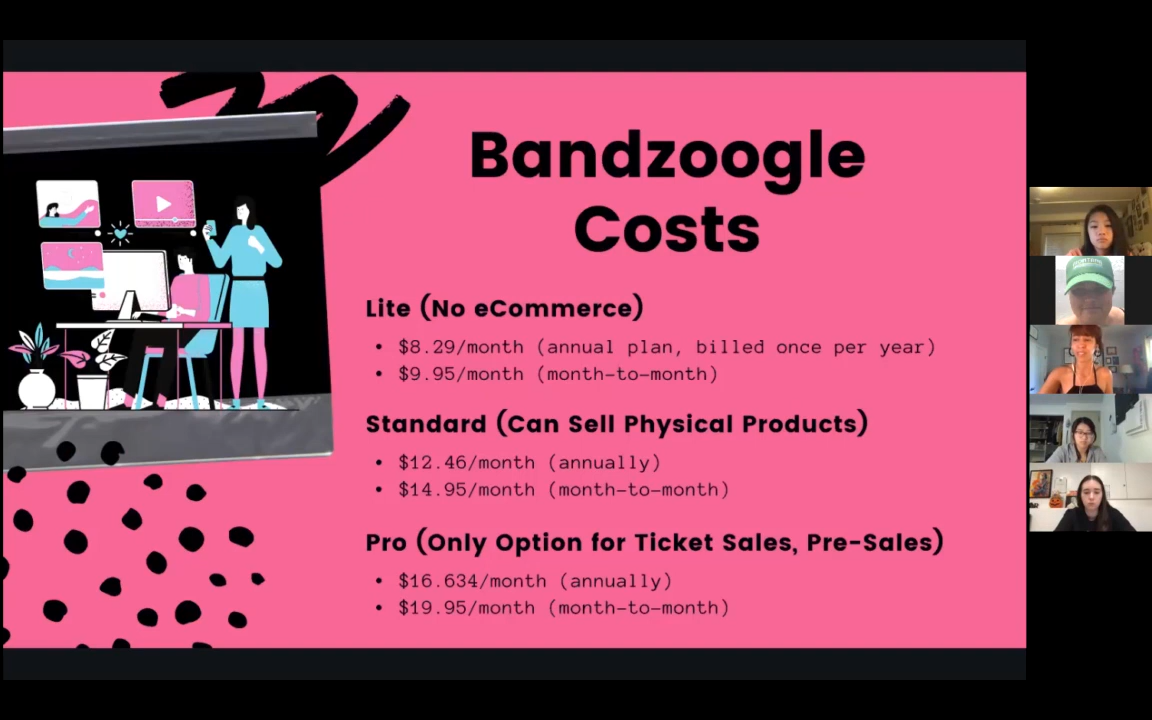 Bandzoogle
Costs
Lite (No eCommerce)
• $8.29/month (annual plan, billed once per year)
• $9.95/month (month-to-month)
Standard (Can Sell Physical Products)
• $12.46/month (annually)
• $14.95/month (month-to-month)
Pro (Only Option for Ticket Sales, Pre-Sales)
• $16.634/month (annually)
• $19.95/month (month-to-month)